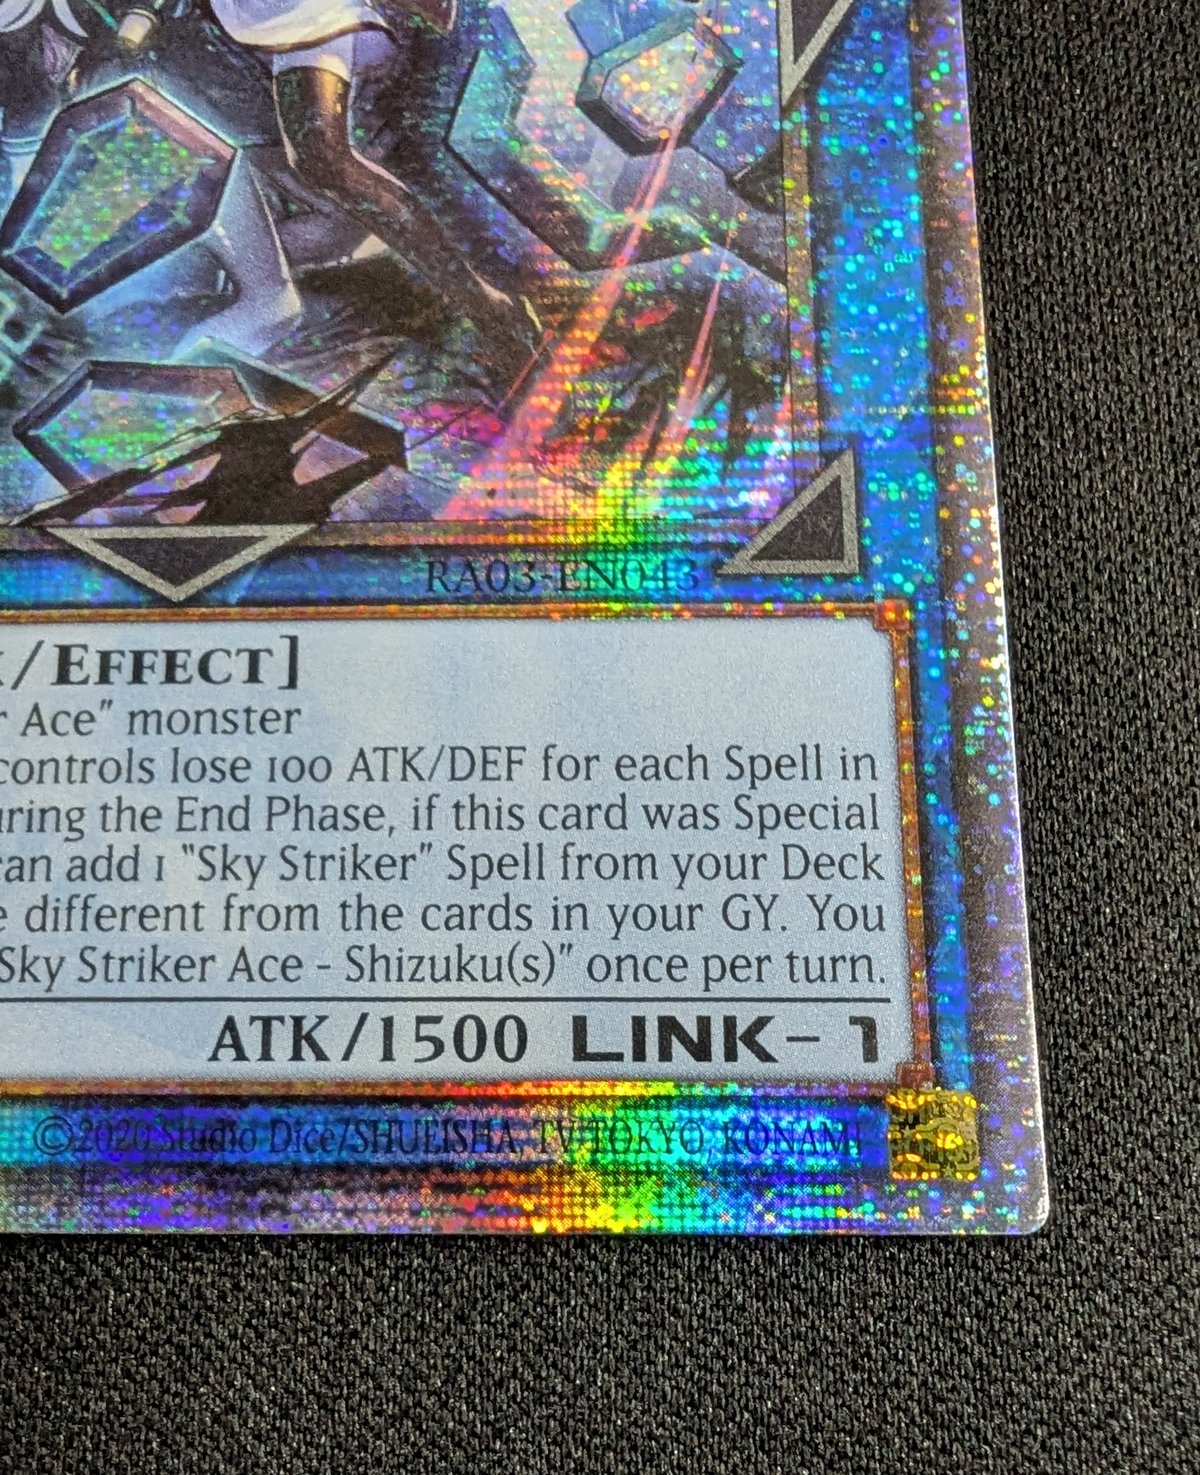 RA03-EN043
/EFFECT]
Ace" monster
controls lose 100 ATK/DEF for each Spell in
the End Phase, if this card was Special
add 1 "Sky Striker" Spell from your Deck
different from the cards in your GY. You
Sky Striker Ace - Shizuku(s)" once per turn.
ATK/1500 LINK-1
©2020 Studio Dice/SHUEISHA, TV TOKYO, KONAMI